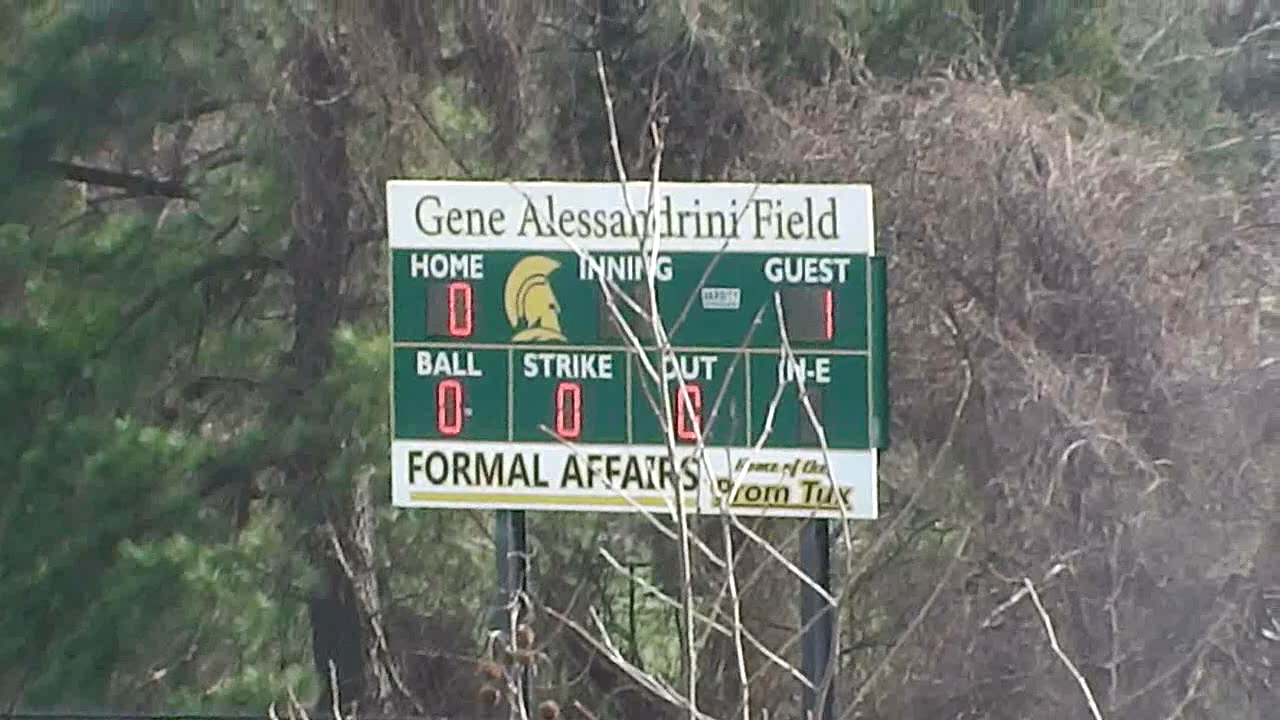 Gene Alessandrini Field
HOME INNING GUEST
0 VARSITY 1
BALL STRIKE OUT H-E
0 0 0
FORMAL AFFAIRS Home of the
Prom Tux